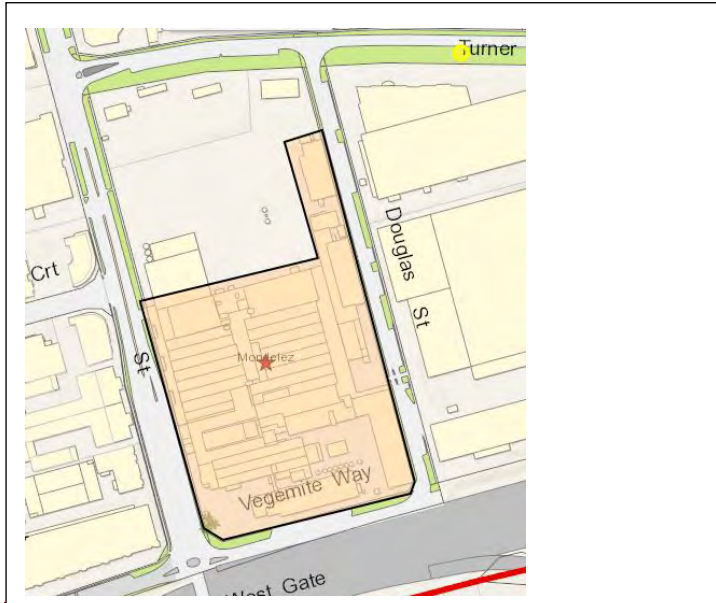 Turner
Douglas
St
Crt
St
Mondelez
Vegemite Way
West Gate